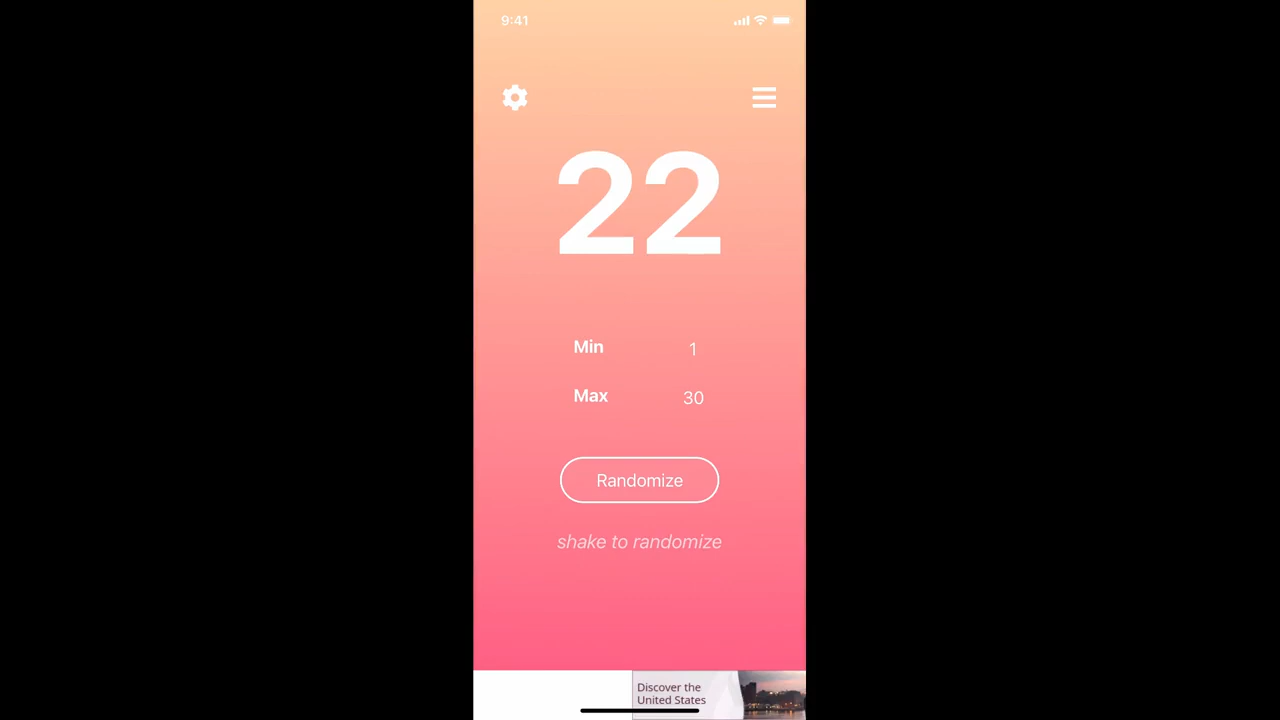 9:41
22
Min 1
Max 30
Randomize
shake to randomize
Discover the
United States